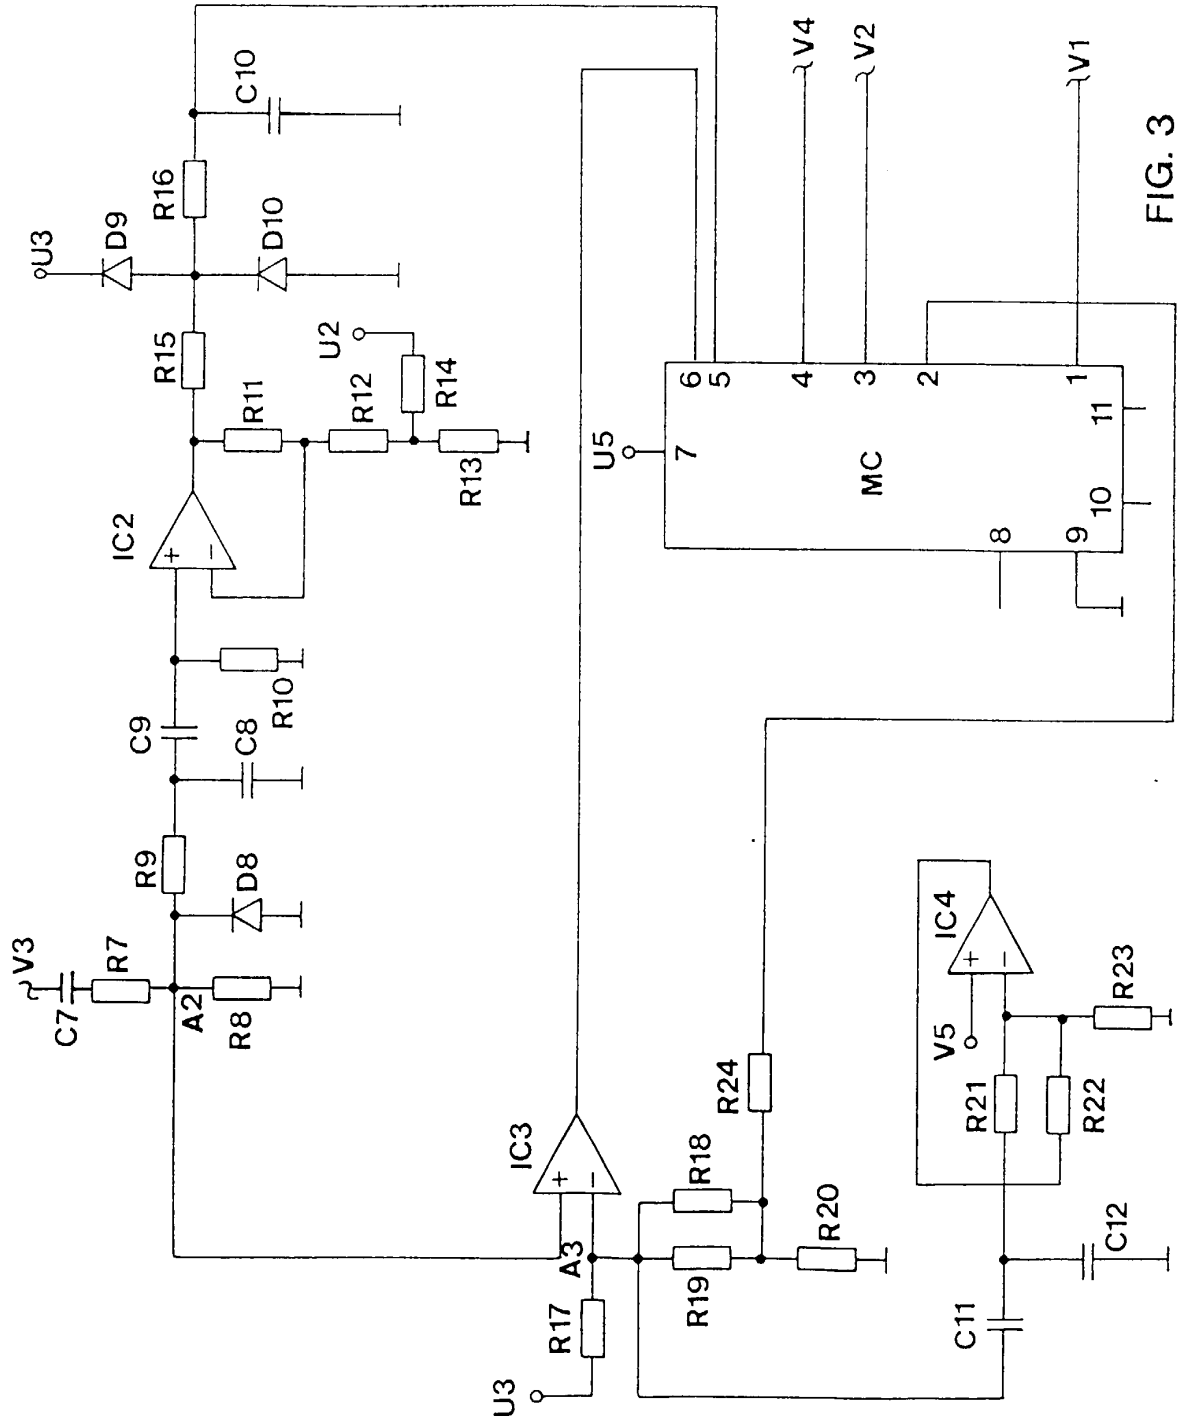 V3
C7
R7
A2
R8
R9
D8
C9
C8
R10
IC2
+
−
R11
R12
R13
R14
U2
R15
U3
D9
D10
R16
C10
IC3
+
−
A3
U3
R17
R18
R19
R20
R24
U5
7
6
5
4
3
2
1
MC
8
9
10
11
V4
V2
V1
IC4
+
−
V5
R21
R22
R23
C11
C12
FIG. 3